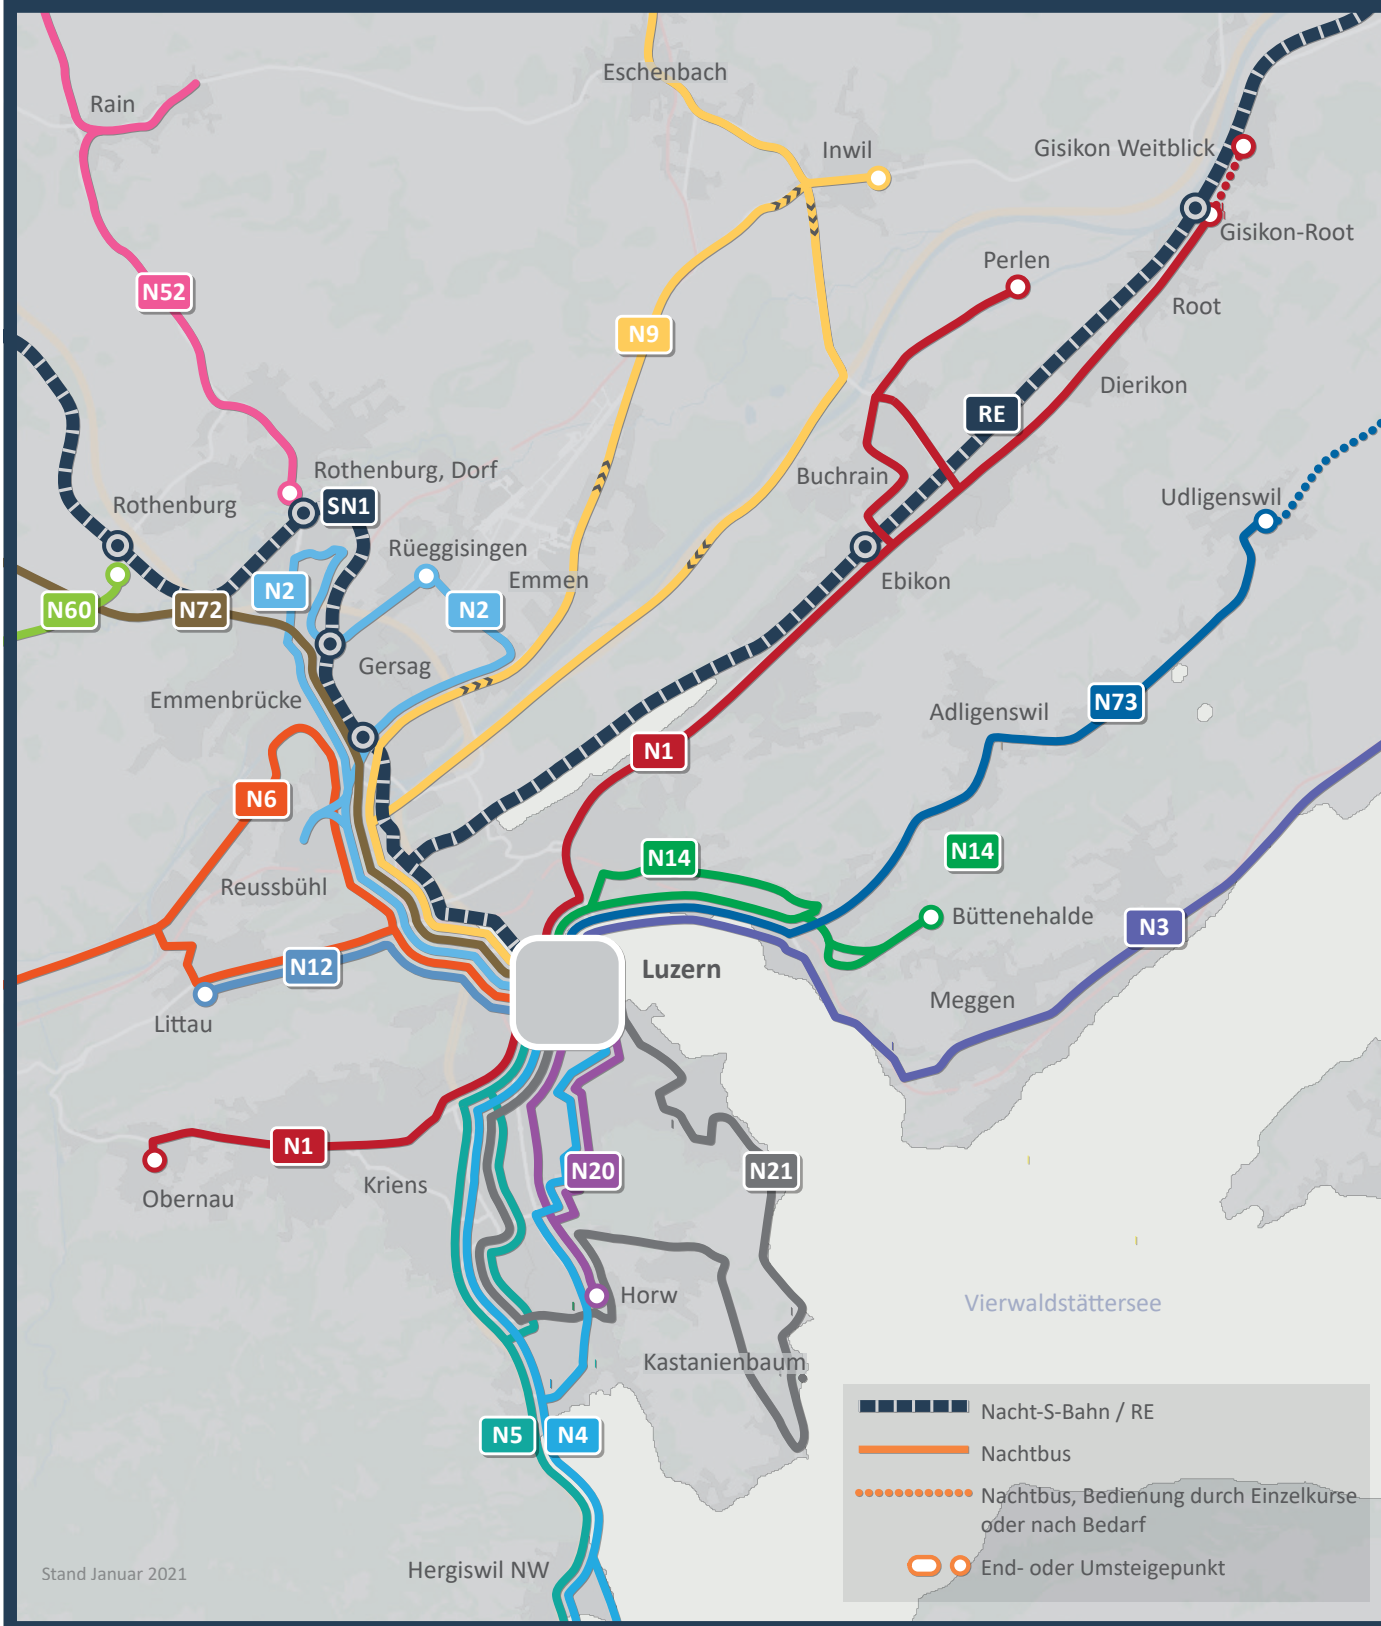 Eschenbach
Rain
Inwil
Gisikon Weitblick
Gisikon-Root
Perlen
N52
Root
N9
Dierikon
RE
Rothenburg, Dorf
Buchrain
Rothenburg
SN1
Udligenswil
Rüeggisingen
Emmen
Ebikon
N2
N60
N72
N2
Gersag
Emmenbrücke
N73
Adligenswil
N1
N6
N14
N14
Reussbühl
Büttenehalde
N3
N12
Luzern
Meggen
Littau
N1
N20
N21
Kriens
Obernau
Horw
Vierwaldstättersee
Kastanienbaum
N5
N4
Hergiswil NW
Stand Januar 2021
Nacht-S-Bahn / RE
Nachtbus
Nachtbus, Bedienung durch Einzelkurse
oder nach Bedarf
End- oder Umsteigepunkt